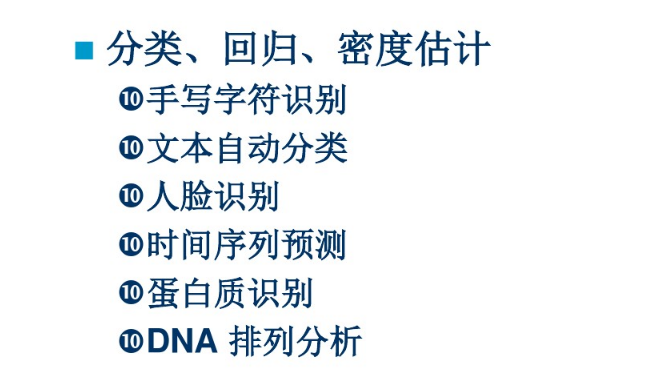 ■ 分类、回归、密度估计
❿手写字符识别
❿文本自动分类
❿人脸识别
❿时间序列预测
❿蛋白质识别
❿DNA 排列分析